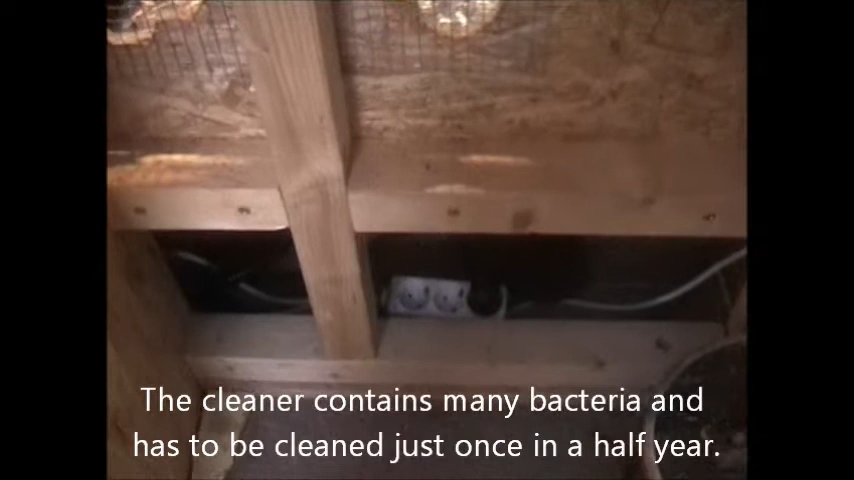 The cleaner contains many bacteria and
has to be cleaned just once in a half year.